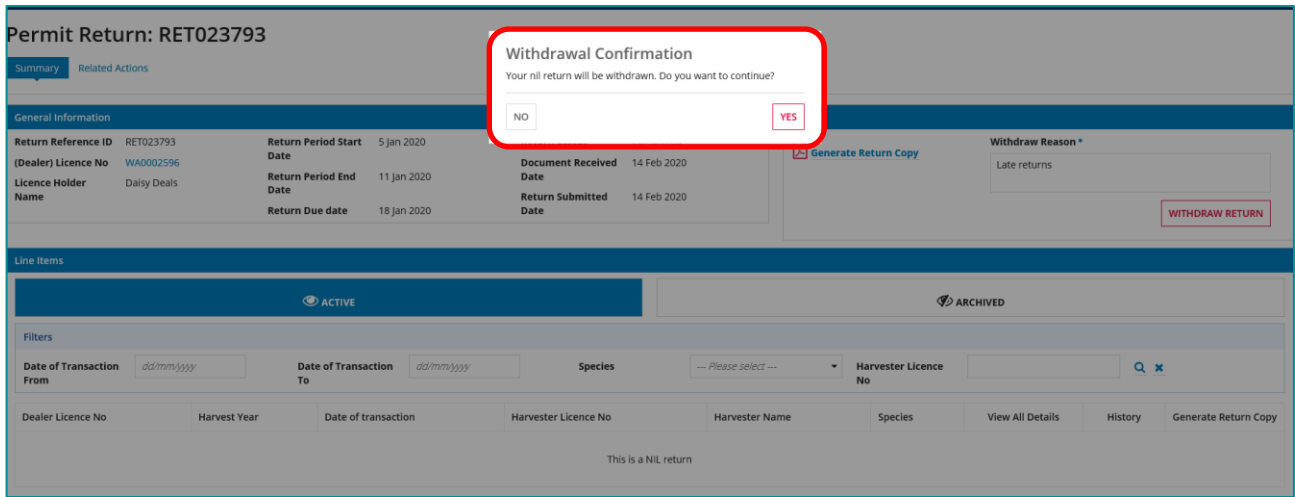 Permit Return: RET023793
Summary Related Actions
Withdrawal Confirmation
Your nil return will be withdrawn. Do you want to continue?
NO YES
General Information
Return Reference ID RET023793
(Dealer) Licence No WA0002596
Licence Holder
Name
Daisy Deals
Return Period Start
Date
5 Jan 2020
Return Period End
Date
11 Jan 2020
Return Due date 18 Jan 2020
Document Received
Date
14 Feb 2020
Return Submitted
Date
14 Feb 2020
Generate Return Copy
Withdraw Reason *
Late returns
WITHDRAW RETURN
Line Items
ACTIVE ARCHIVED
Filters
Date of Transaction
From
dd/mm/yyyy
Date of Transaction
To
dd/mm/yyyy
Species
--- Please select ---
Harvester Licence
No
Dealer Licence No Harvest Year Date of transaction Harvester Licence No Harvester Name Species View All Details History Generate Return Copy
This is a NIL return